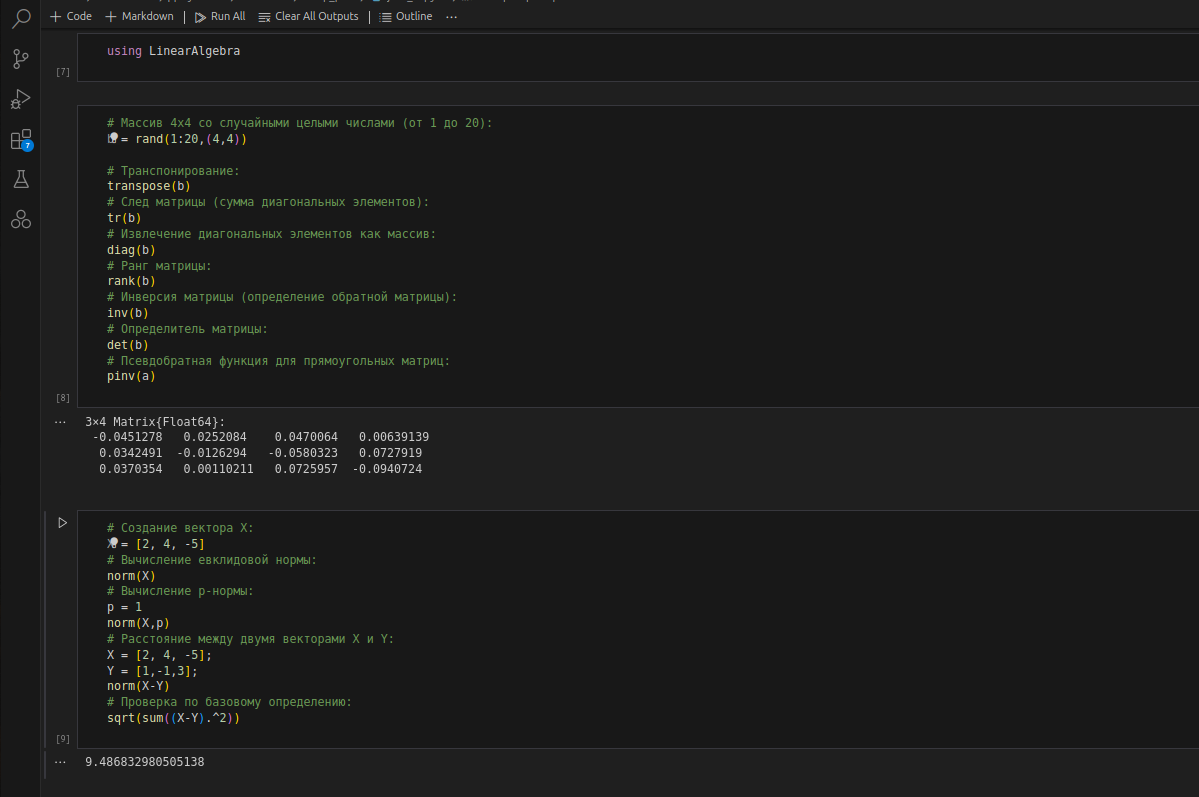 Code Markdown Run All Clear All Outputs Outline ...
using LinearAlgebra
[7]
# Массив 4x4 со случайными целыми числами (от 1 до 20):
b = rand(1:20,(4,4))
# Транспонирование:
transpose(b)
# След матрицы (сумма диагональных элементов):
tr(b)
# Извлечение диагональных элементов как массив:
diag(b)
# Ранг матрицы:
rank(b)
# Инверсия матрицы (определение обратной матрицы):
inv(b)
# Определитель матрицы:
det(b)
# Псевдобратная функция для прямоугольных матриц:
pinv(a)
[8]
... 3×4 Matrix{Float64}:
-0.0451278 0.0252084 0.0470064 0.00639139
0.0342491 -0.0126294 -0.0580323 0.0727919
0.0370354 0.00110211 0.0725957 -0.0940724
# Создание вектора X:
X = [2, 4, -5]
# Вычисление евклидовой нормы:
norm(X)
# Вычисление p-нормы:
p = 1
norm(X,p)
# Расстояние между двумя векторами X и Y:
X = [2, 4, -5];
Y = [1,-1,3];
norm(X-Y)
# Проверка по базовому определению:
sqrt(sum((X-Y).^2))
[9]
... 9.486832980505138
7